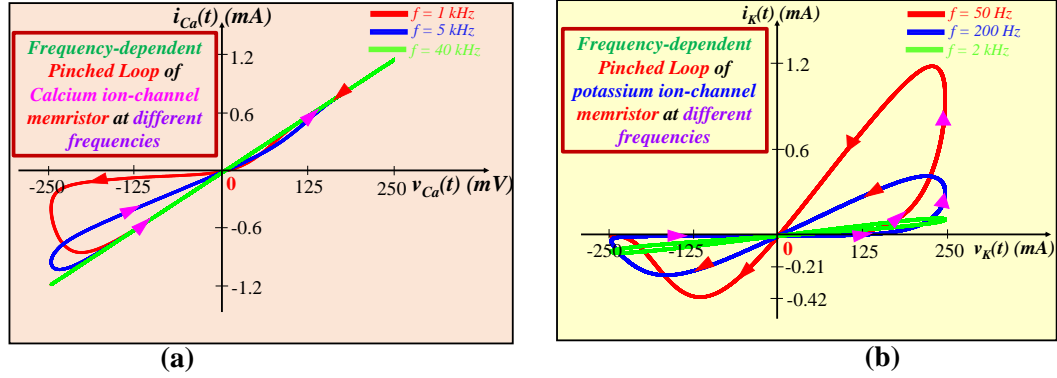 i_Ca(t) (mA)
f = 1 kHz
f = 5 kHz
f = 40 kHz
Frequency-dependent
Pinched Loop of
Calcium ion-channel
memristor at different
frequencies
1.2
0.6
-250
-125
0
125
250
v_Ca(t) (mV)
-0.6
-1.2
(a)
i_K(t) (mA)
f = 50 Hz
f = 200 Hz
f = 2 kHz
Frequency-dependent
Pinched Loop of
potassium ion-channel
memristor at different
frequencies
1.2
0.6
-250
-125
0
125
250
v_K(t) (mA)
-0.21
-0.42
(b)